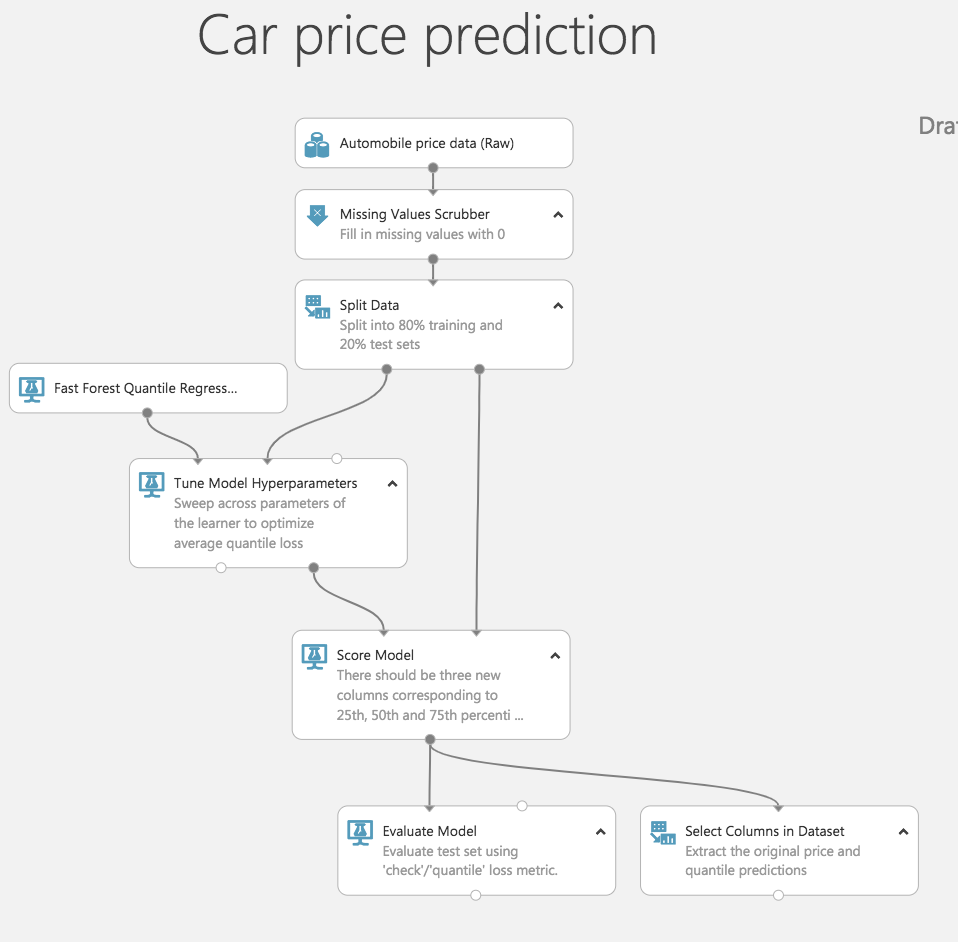 Car price prediction
Dra
Automobile price data (Raw)
Missing Values Scrubber
Fill in missing values with 0
Split Data
Split into 80% training and
20% test sets
Fast Forest Quantile Regress...
Tune Model Hyperparameters
Sweep across parameters of
the learner to optimize
average quantile loss
Score Model
There should be three new
columns corresponding to
25th, 50th and 75th percenti ...
Evaluate Model
Evaluate test set using
'check'/'quantile' loss metric.
Select Columns in Dataset
Extract the original price and
quantile predictions